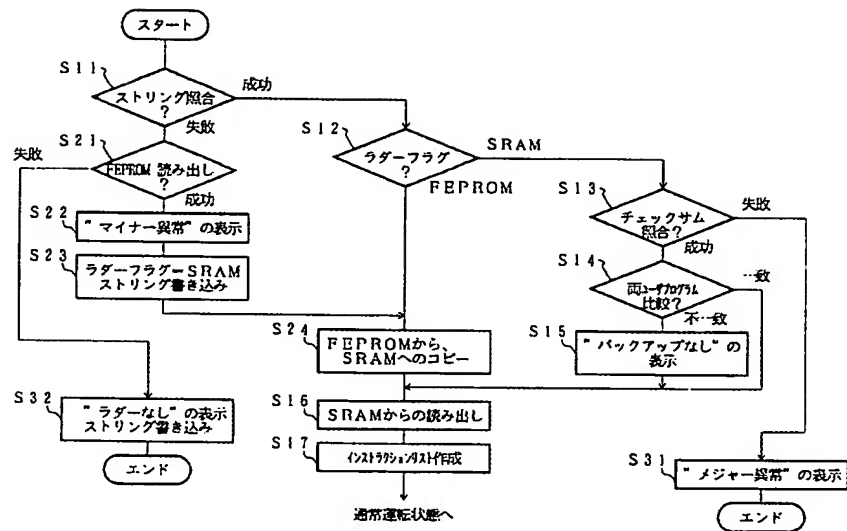 スタート
S11
ストリング照合
?
成功
失敗
S21
FEPROM 読み出し
?
失敗
成功
S22
"マイナー異常"の表示
S23
ラダーフラグ=SRAM
ストリング書き込み
S12
ラダーフラグ
?
SRAM
FEPROM
S13
チェックサム
照合?
失敗
成功
S14
両ユーザプログラム
比較?
一致
不一致
S15
"バックアップなし"の
表示
S24
FEPROMから、
SRAMへのコピー
S16
SRAMからの読み出し
S17
インストラクションリスト作成
通常運転状態へ
S32
"ラダーなし"の表示
ストリング書き込み
エンド
S31
"メジャー異常"の表示
エンド